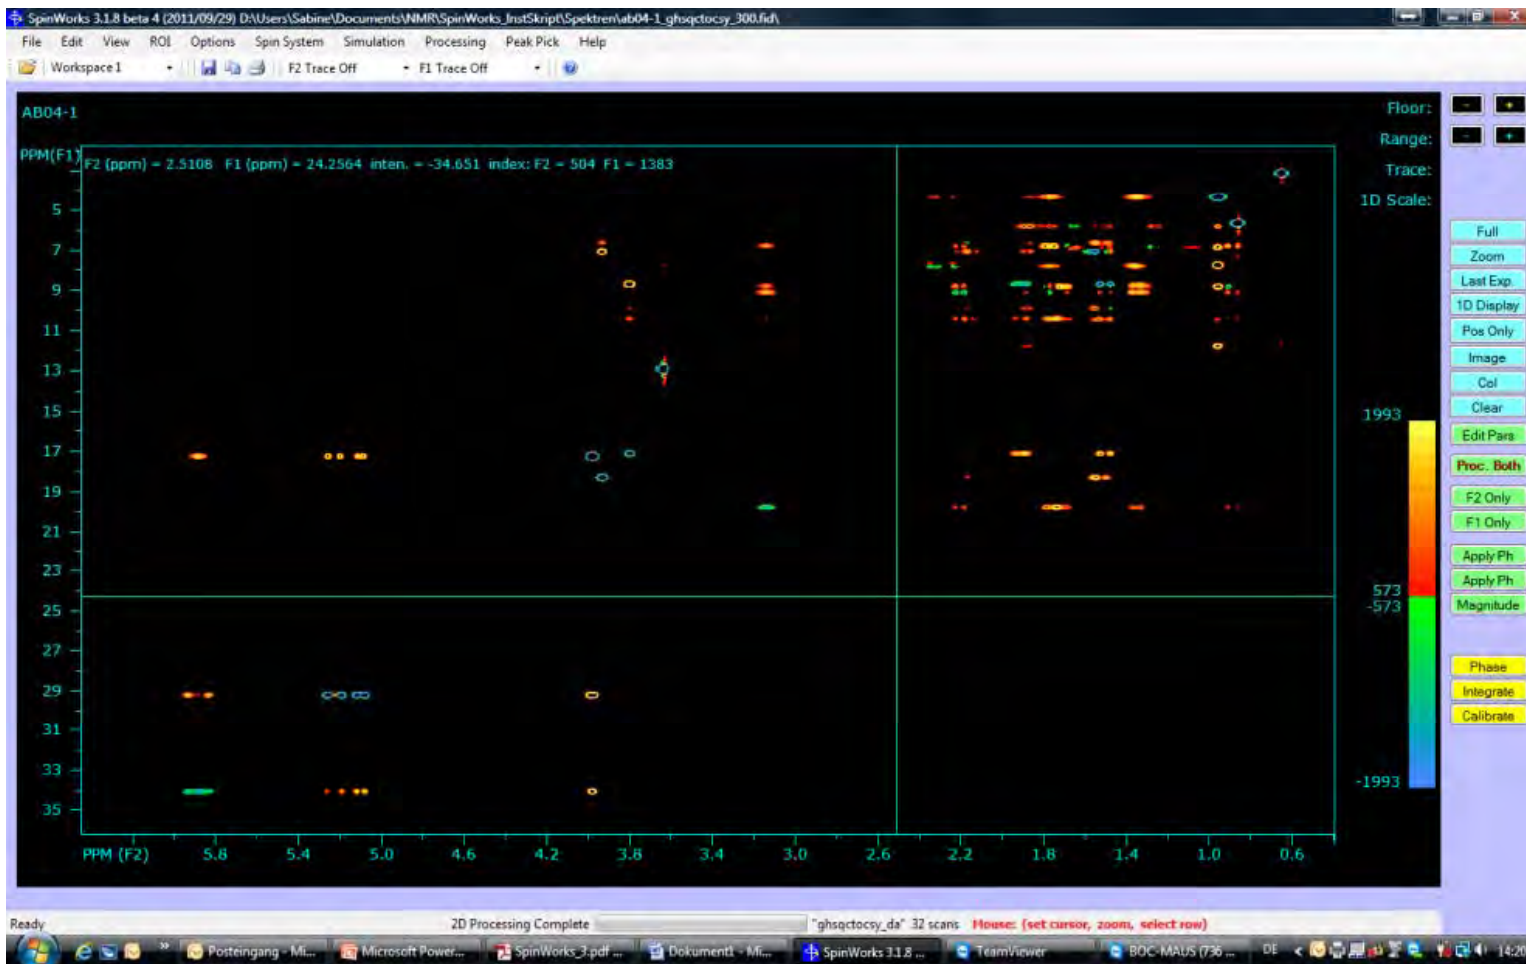 SpinWorks 3.1.8 beta 4 (2011/09/29) D:\Users\Sabine\Documents\NMR\SpinWorks_InstSkript\Spektren\ab04-1_ghsqctocsy_300.fid\
File Edit View ROI Options Spin System Simulation Processing Peak Pick Help
Workspace 1 F2 Trace Off F1 Trace Off
AB04-1
Floor: - +
Range: - +
Trace:
1D Scale:
PPM(F1)
F2 (ppm) = 2.5108 F1 (ppm) = 24.2564 inten. = -34.651 index: F2 = 504 F1 = 1383
5
7
9
11
13
15
17
19
21
23
25
27
29
31
33
35
PPM (F2) 5.8 5.4 5.0 4.6 4.2 3.8 3.4 3.0 2.6 2.2 1.8 1.4 1.0 0.6
1993
573
-573
-1993
Full
Zoom
Last Exp.
1D Display
Pos Only
Image
Col
Clear
Edit Pars
Proc. Both
F2 Only
F1 Only
Apply Ph
Apply Ph
Magnitude
Phase
Integrate
Calibrate
Ready 2D Processing Complete "ghsqctocsy_da" 32 scans Mouse: (set cursor, zoom, select row)
» Posteingang - Mi... Microsoft Power... SpinWorks_3.pdf ... Dokument1 - Mi... SpinWorks 3.1.8 ... TeamViewer BOC-MAUS (736 ... DE < 14:20